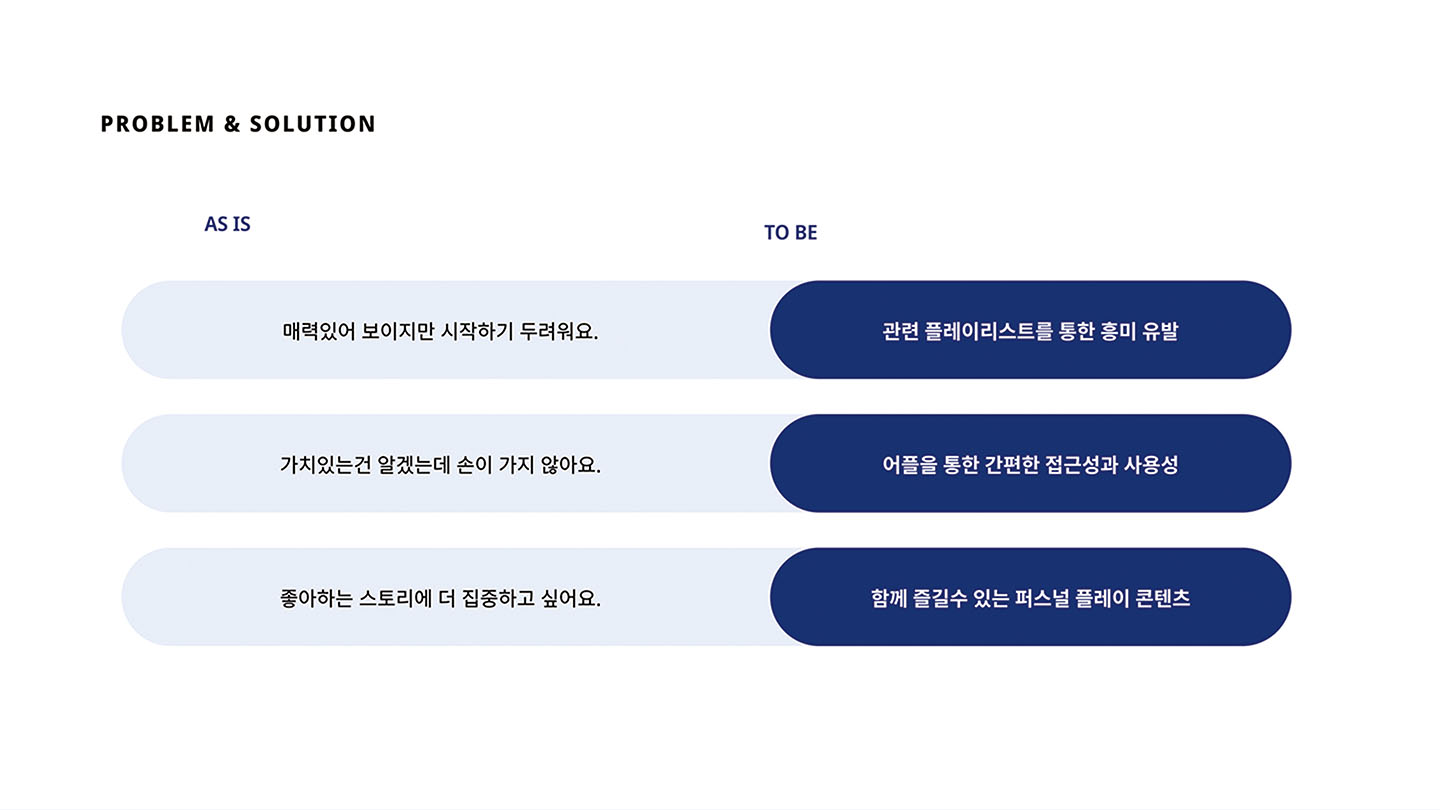 PROBLEM & SOLUTION
AS IS
TO BE
매력있어 보이지만 시작하기 두려워요.
관련 플레이리스트를 통한 흥미 유발
가치있는건 알겠는데 손이 가지 않아요.
어플을 통한 간편한 접근성과 사용성
좋아하는 스토리에 더 집중하고 싶어요.
함께 즐길수 있는 퍼스널 플레이 콘텐츠